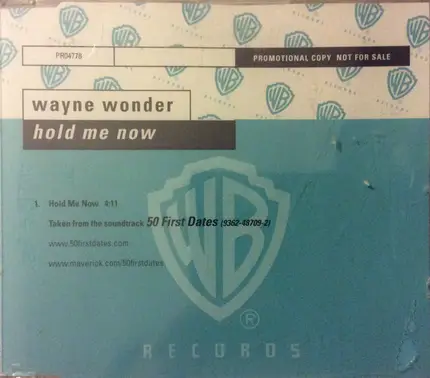 PR04778
PROMOTIONAL COPY NOT FOR SALE
wayne wonder
hold me now
1. Hold Me Now 4:11
Taken from the soundtrack 50 First Dates (9362-48709-2)
www.50firstdates.com
www.maverick.com/50firstdates
WB
®
RECORDS